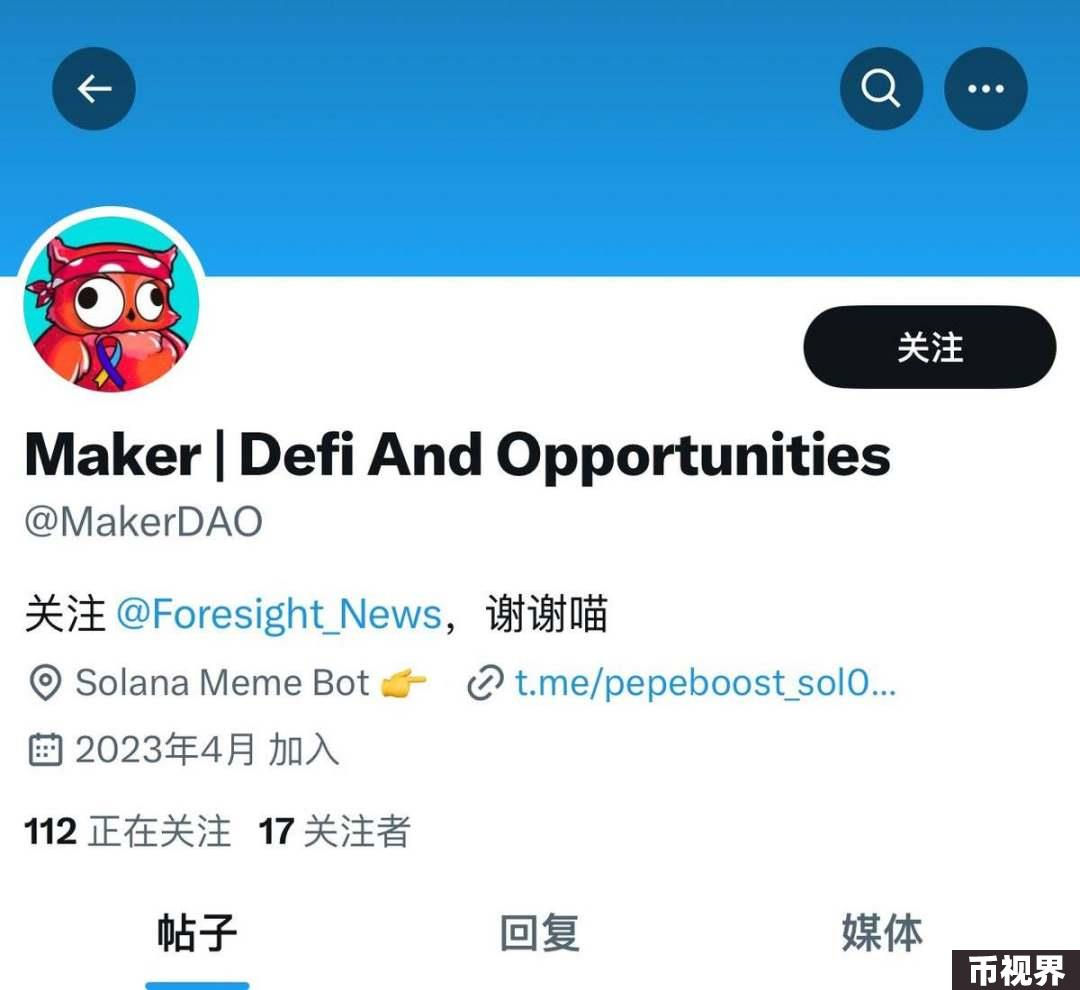 关注
Maker | Defi And Opportunities
@MakerDAO
关注 @Foresight_News，谢谢喵
Solana Meme Bot 👉 t.me/pepeboost_sol0...
2023年4月 加入
112 正在关注 17 关注者
帖子 回复 媒体
币视界